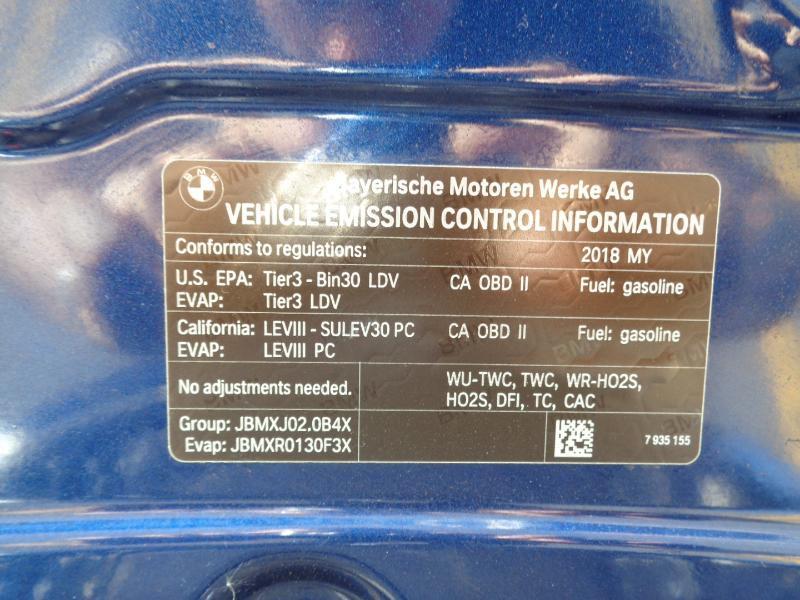 BMW
Bayerische Motoren Werke AG
VEHICLE EMISSION CONTROL INFORMATION
Conforms to regulations: 2018 MY
U.S. EPA: Tier3 - Bin30 LDV CA OBD II Fuel: gasoline
EVAP: Tier3 LDV
California: LEVIII - SULEV30 PC CA OBD II Fuel: gasoline
EVAP: LEVIII PC
No adjustments needed.
WU-TWC, TWC, WR-HO2S,
HO2S, DFI, TC, CAC
Group: JBMXJ02.0B4X
Evap: JBMXR0130F3X
7 935 155